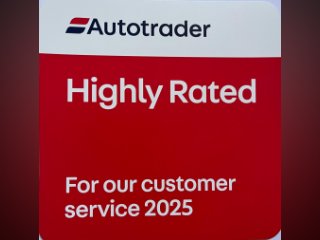 Autotrader
Highly Rated
For our customer
service 2025